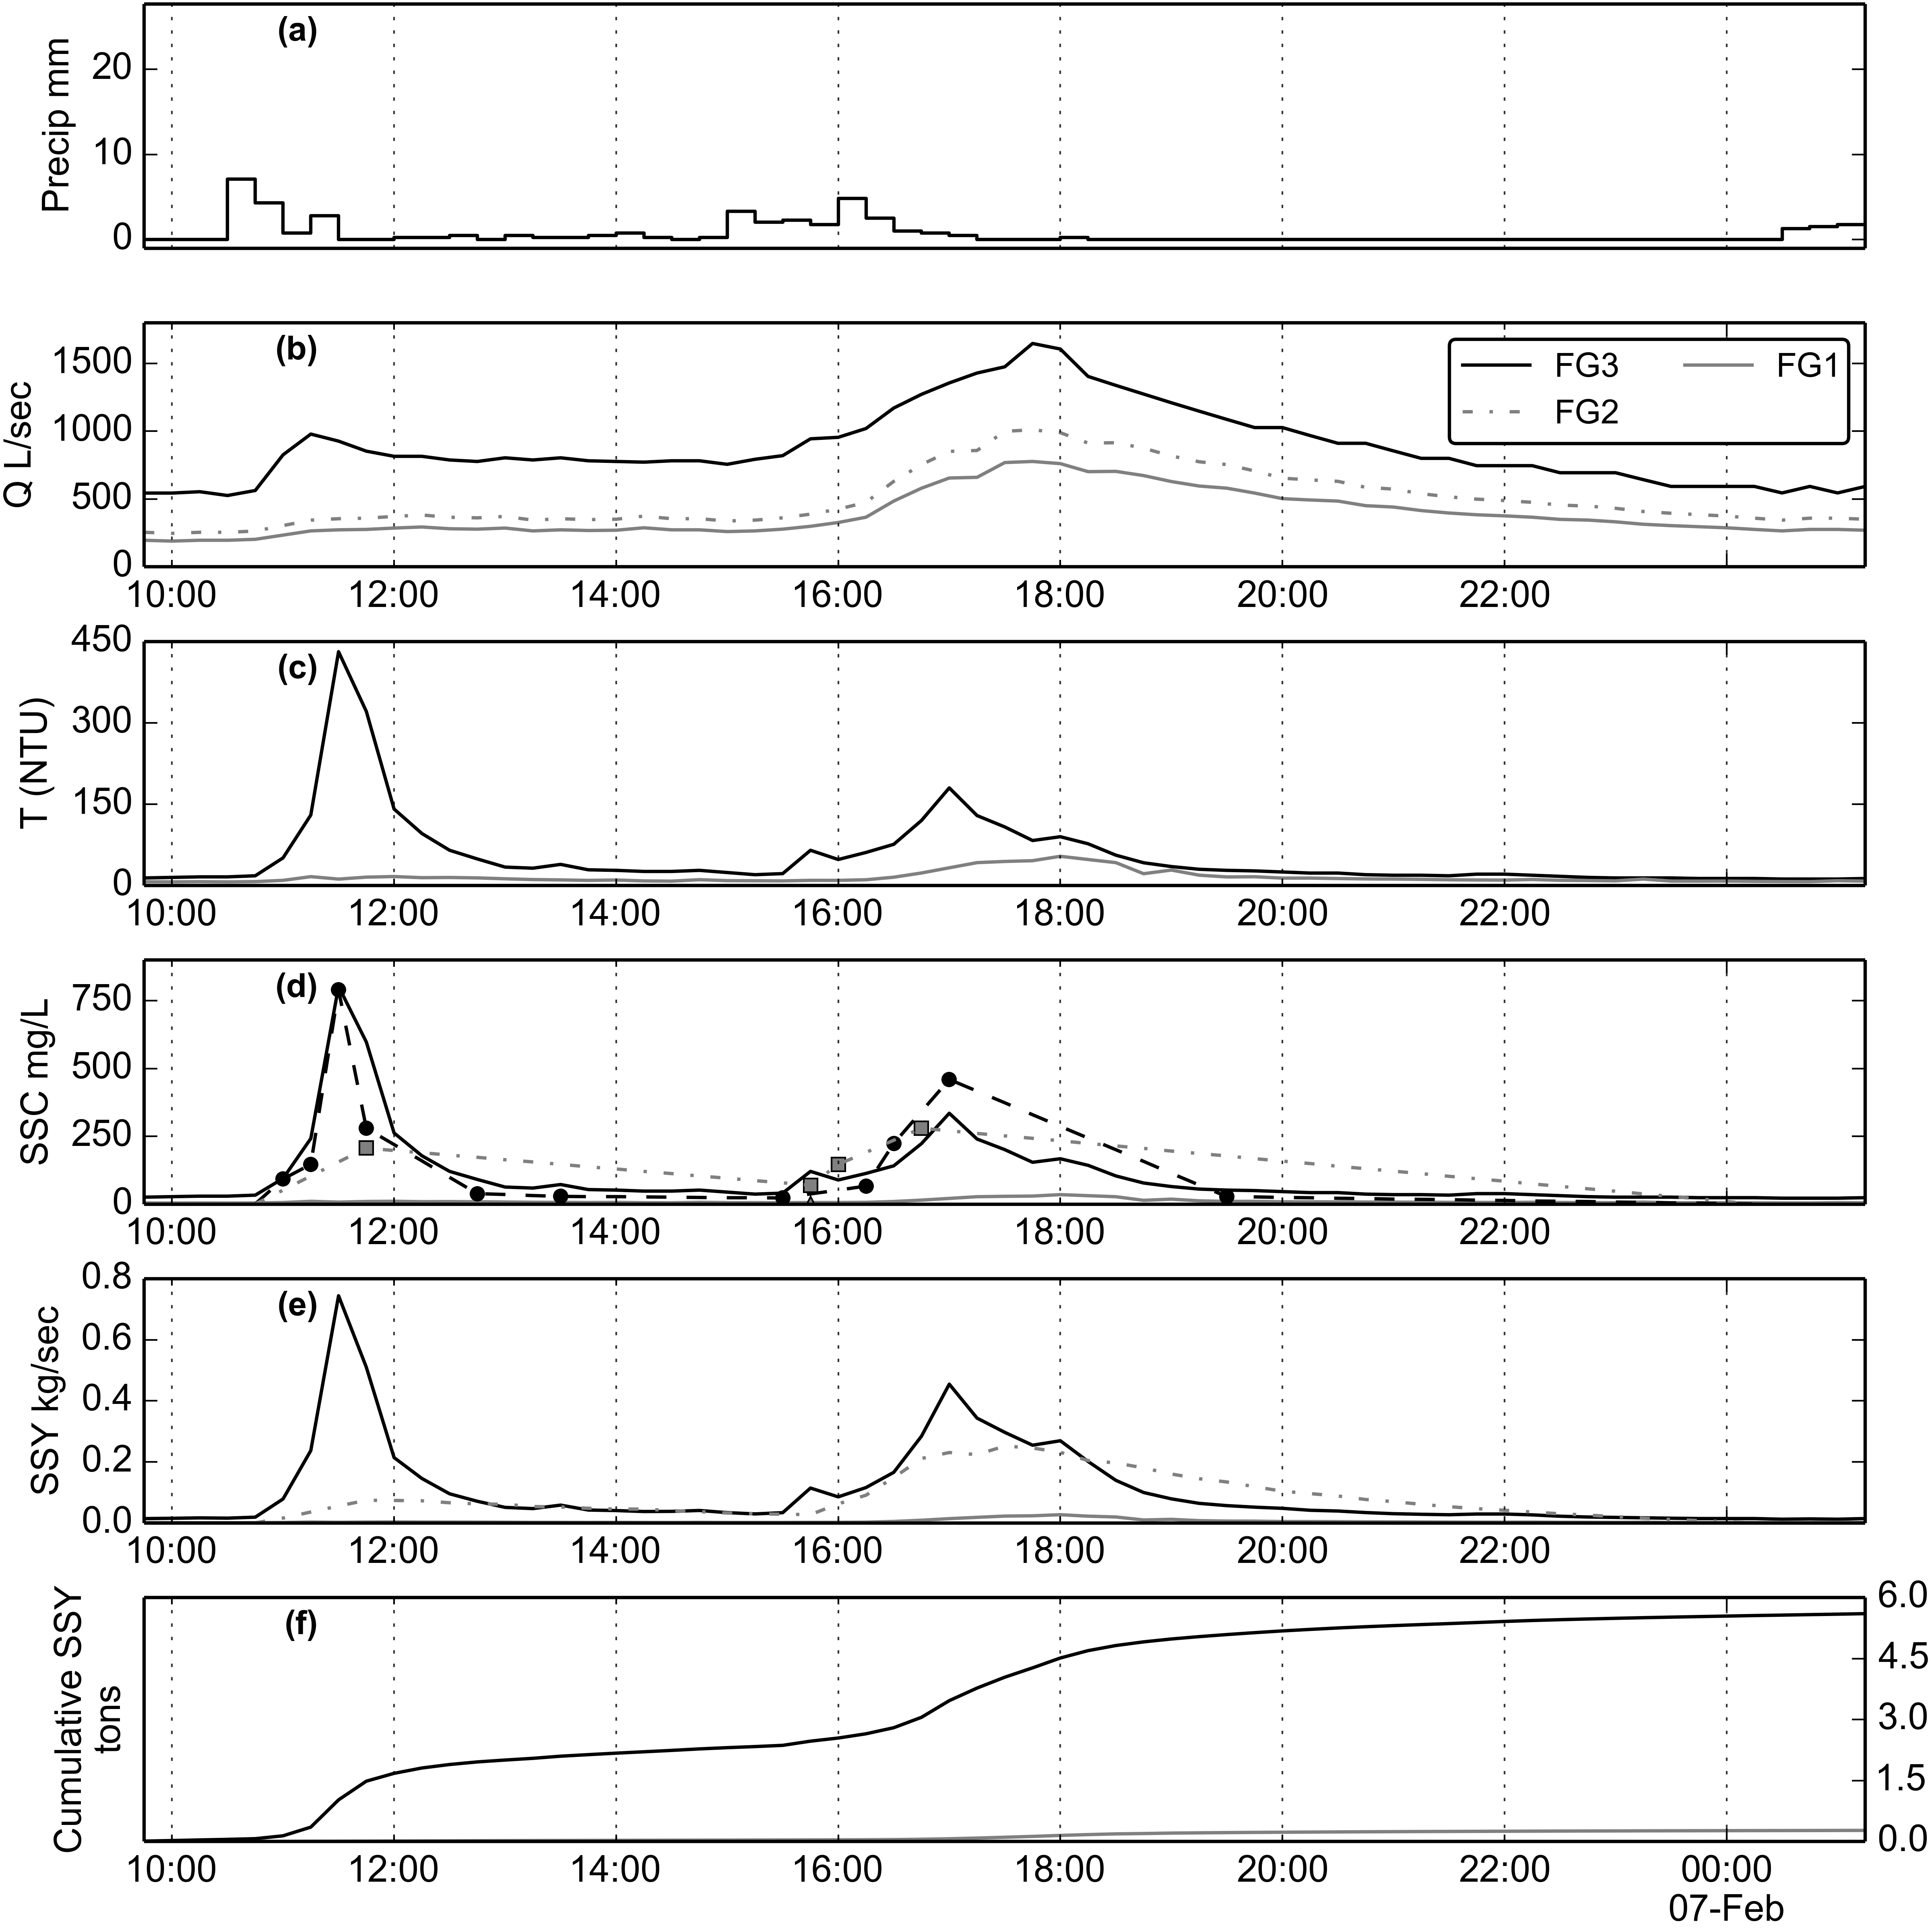 (a)
Precip mm
20
10
0
(b)
Q L/sec
1500
1000
500
0
FG3 FG1
FG2
10:00 12:00 14:00 16:00 18:00 20:00 22:00
(c)
T (NTU)
450
300
150
0
10:00 12:00 14:00 16:00 18:00 20:00 22:00
(d)
SSC mg/L
750
500
250
0
10:00 12:00 14:00 16:00 18:00 20:00 22:00
(e)
SSY kg/sec
0.8
0.6
0.4
0.2
0.0
10:00 12:00 14:00 16:00 18:00 20:00 22:00
(f)
Cumulative SSY
tons
6.0
4.5
3.0
1.5
0.0
10:00 12:00 14:00 16:00 18:00 20:00 22:00 00:00
07-Feb